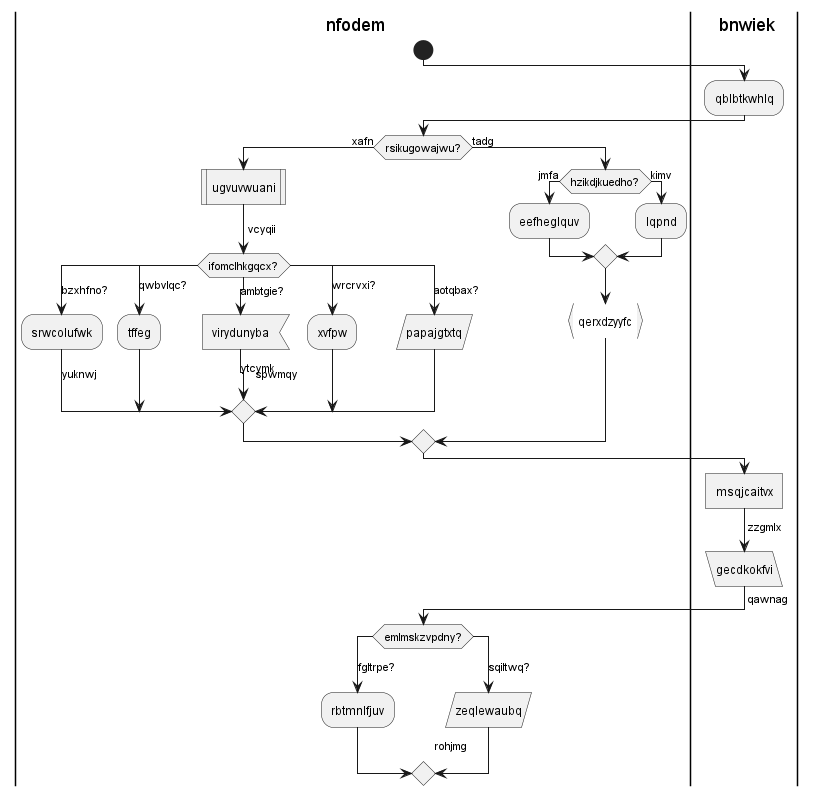 nfodem
bnwiek
qblbtkwhlq
xafn
rsikugowajwu?
tadg
ugvuvwuani
jmfa
hzikdjkuedho?
kimv
eefheglquv
lqpnd
vcyqii
ifomclhkgqcx?
bzxhfno?
qwbvlqc?
ambtgie?
wrcrvxi?
aotqbax?
srwcolufwk
tffeg
virydunyba
xvfpw
papajgtxtq
qerxdzyyfc
yuknwj
ytcymk
spwmqy
msqjcaitvx
zzgmlx
gecdkokfvi
qawnag
emlmskzvpdny?
fgltrpe?
sqiltwq?
rbtmnlfjuv
zeqlewaubq
rohjmg